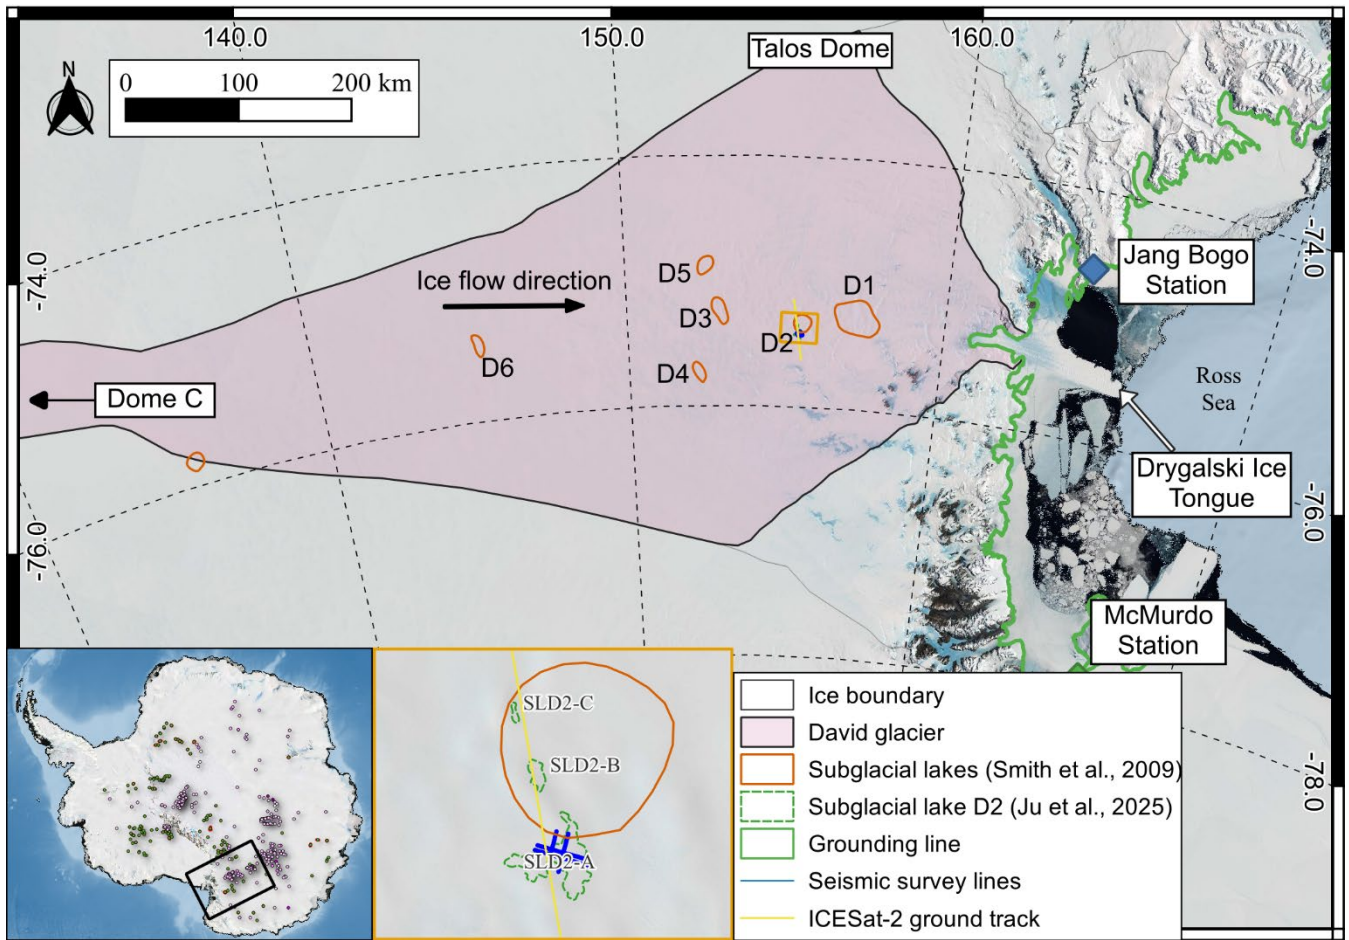 140.0
150.0
160.0
Talos Dome
N
0 100 200 km
-74.0
-74.0
Jang Bogo
Station
D5
D1
Ice flow direction
D3
D2
D6
D4
Dome C
Ross
Sea
Drygalski Ice
Tongue
-76.0
-76.0
McMurdo
Station
-78.0
SLD2-C
SLD2-B
SLD2-A
Ice boundary
David glacier
Subglacial lakes (Smith et al., 2009)
Subglacial lake D2 (Ju et al., 2025)
Grounding line
Seismic survey lines
ICESat-2 ground track